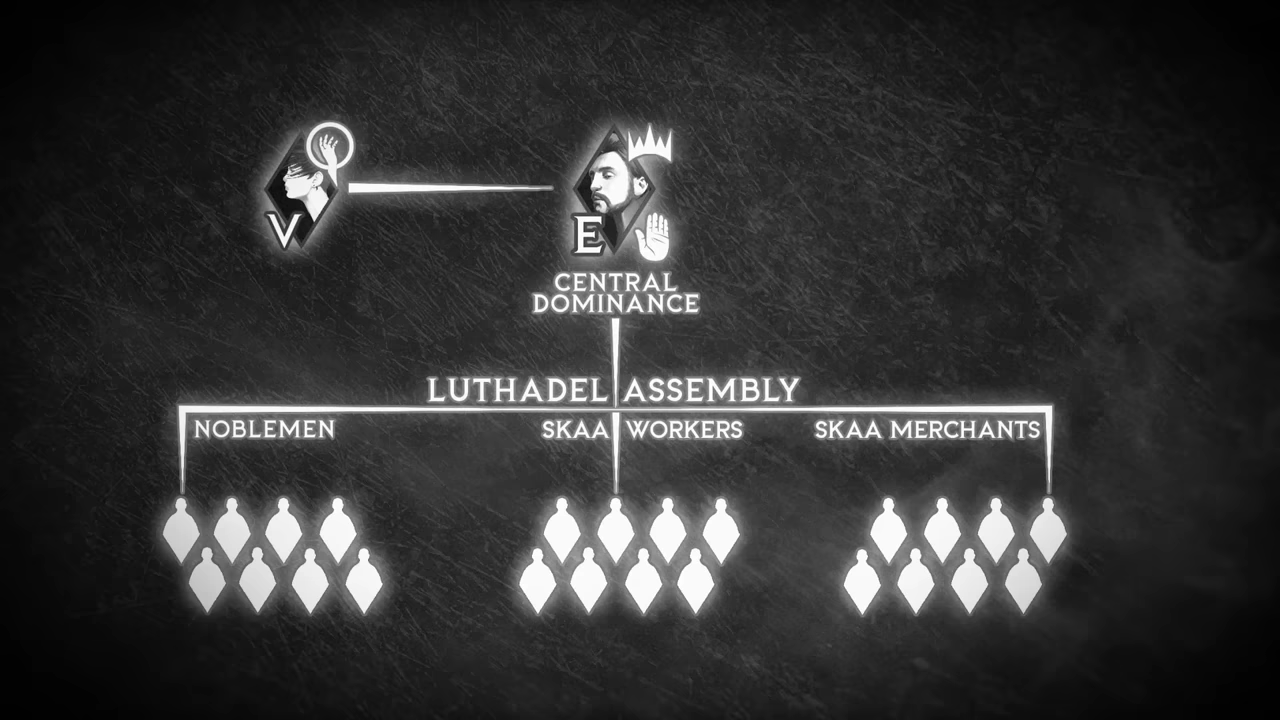 V
E
CENTRAL
DOMINANCE
LUTHADEL ASSEMBLY
NOBLEMEN
SKAA WORKERS
SKAA MERCHANTS